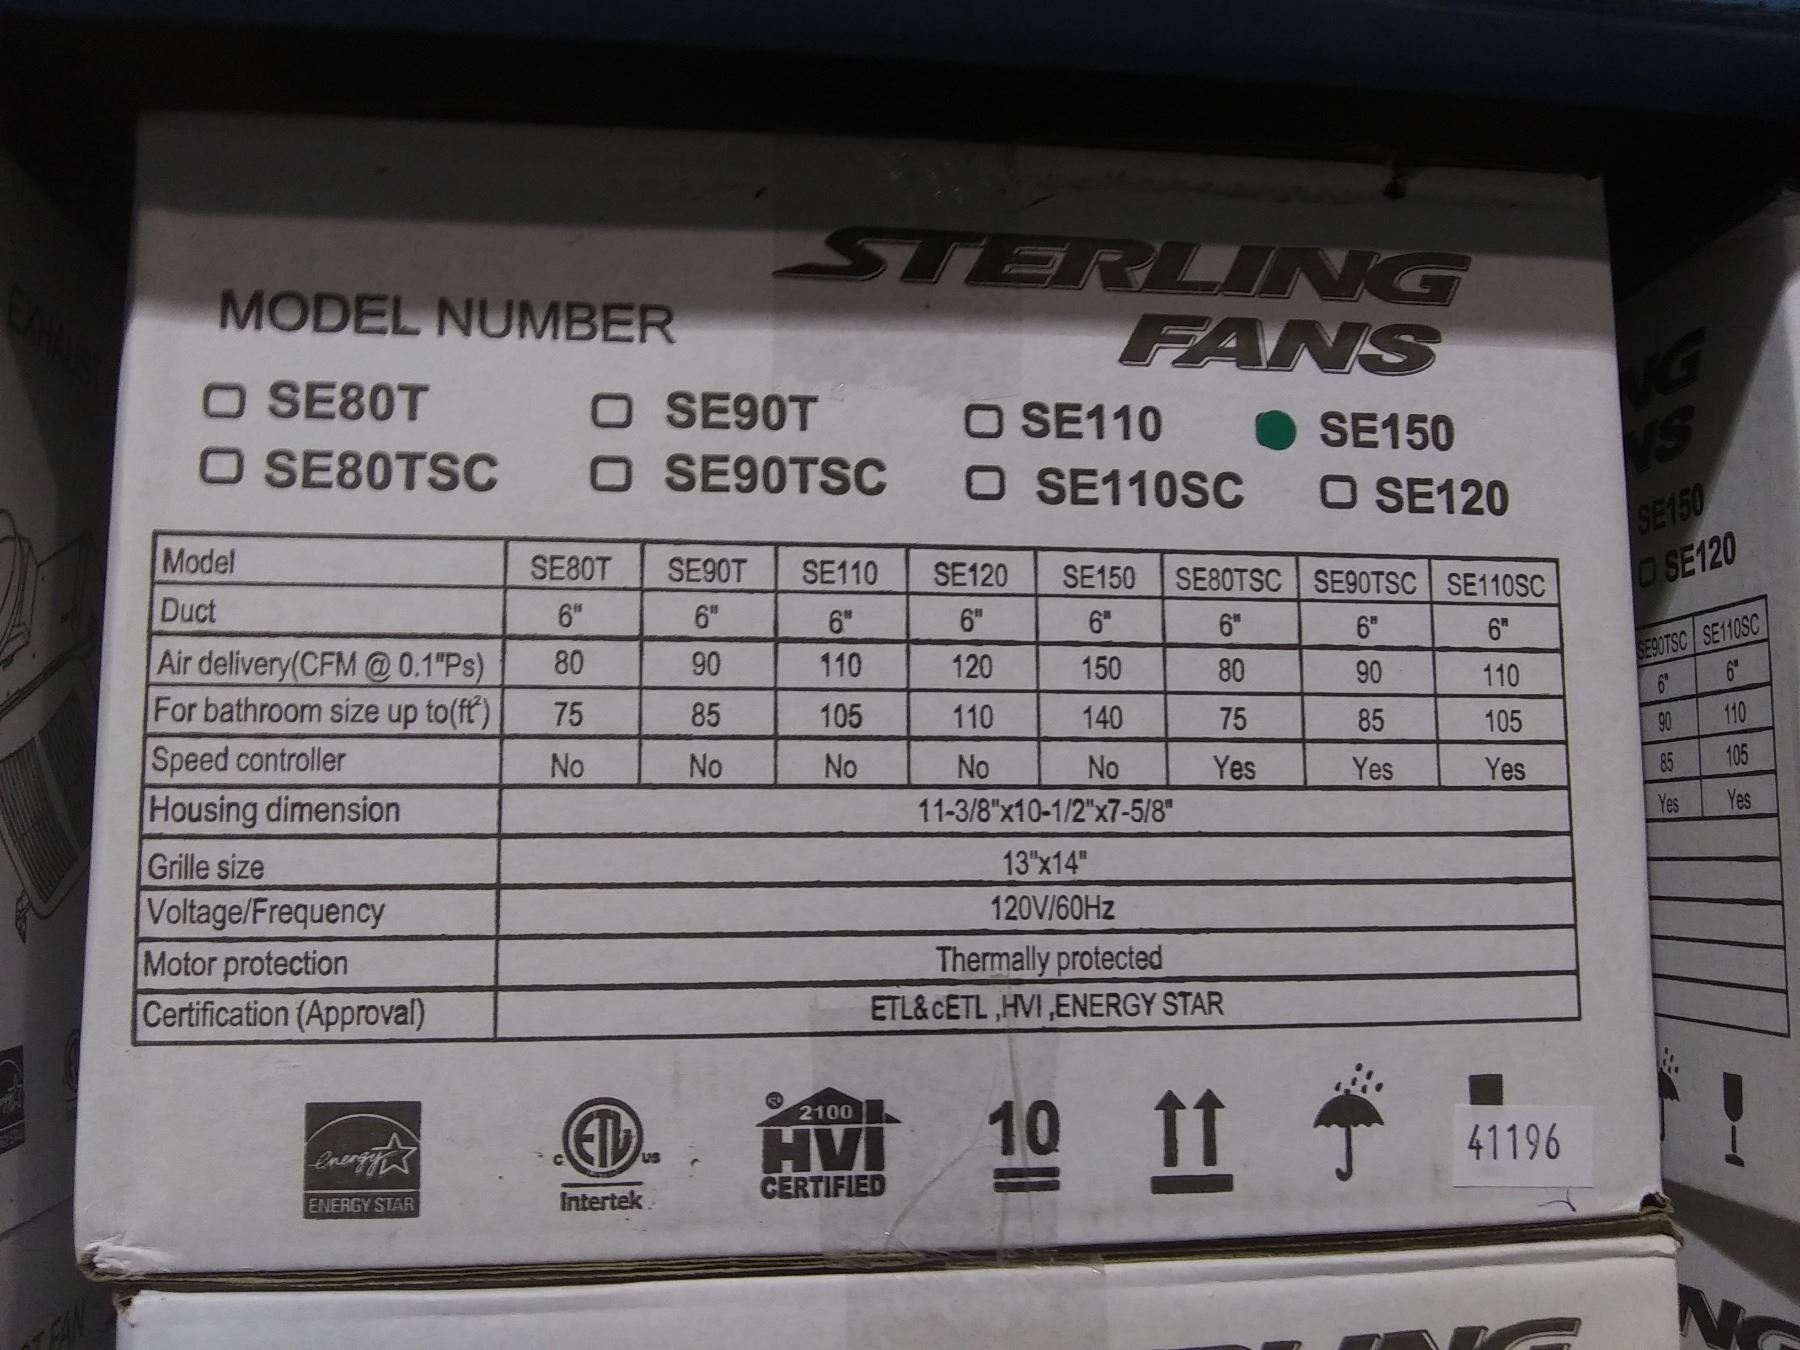 STERLING
FANS
MODEL NUMBER
SE80T SE90T SE110 SE150
SE80TSC SE90TSC SE110SC SE120
Model SE80T SE90T SE110 SE120 SE150 SE80TSC SE90TSC SE110SC
Duct 6" 6" 6" 6" 6" 6" 6" 6"
Air delivery(CFM @ 0.1"Ps) 80 90 110 120 150 80 90 110
For bathroom size up to(ft²) 75 85 105 110 140 75 85 105
Speed controller No No No No No Yes Yes Yes
Housing dimension 11-3/8"x10-1/2"x7-5/8"
Grille size 13"x14"
Voltage/Frequency 120V/60Hz
Motor protection Thermally protected
Certification (Approval) ETL&cETL ,HVI ,ENERGY STAR
energy
ENERGY STAR
c ETL US
Intertek
2100
HVI
CERTIFIED
10
41196
STERLING
EXHAUST
T FAN
NG
NS
SE150
SE120
SE90TSC SE110SC
6" 6"
90 110
85 105
Yes Yes
NG